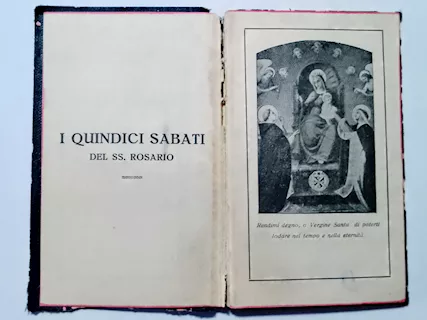 I QUINDICI SABATI
DEL SS. ROSARIO
Rendimi degno, o Vergine Santa di poterti
lodare nel tempo e nella eternità.